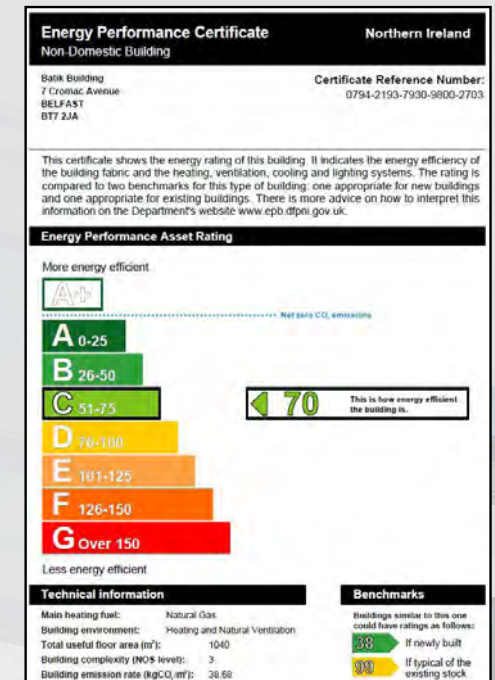 Energy Performance Certificate
Non-Domestic Building
Northern Ireland
Batik Building
7 Cromac Avenue
BELFAST
BT7 2JA
Certificate Reference Number:
0794-2193-7930-9800-2703
This certificate shows the energy rating of this building. It indicates the energy efficiency of
the building fabric and the heating, ventilation, cooling and lighting systems. The rating is
compared to two benchmarks for this type of building: one appropriate for new buildings
and one appropriate for existing buildings. There is more advice on how to interpret this
information on the Department's website www.epb.dfpni.gov.uk.
Energy Performance Asset Rating
More energy efficient
A+
Net zero CO₂ emissions
A 0-25
B 26-50
C 51-75
70
This is how energy efficient
the building is.
D 76-100
E 101-125
F 126-150
G Over 150
Less energy efficient
Technical information
Main heating fuel: Natural Gas
Building environment: Heating and Natural Ventilation
Total useful floor area (m²): 1040
Building complexity (NOS level): 3
Building emission rate (kgCO₂/m²): 38.68
Benchmarks
Buildings similar to this one
could have ratings as follows:
38 If newly built
99 If typical of the
existing stock